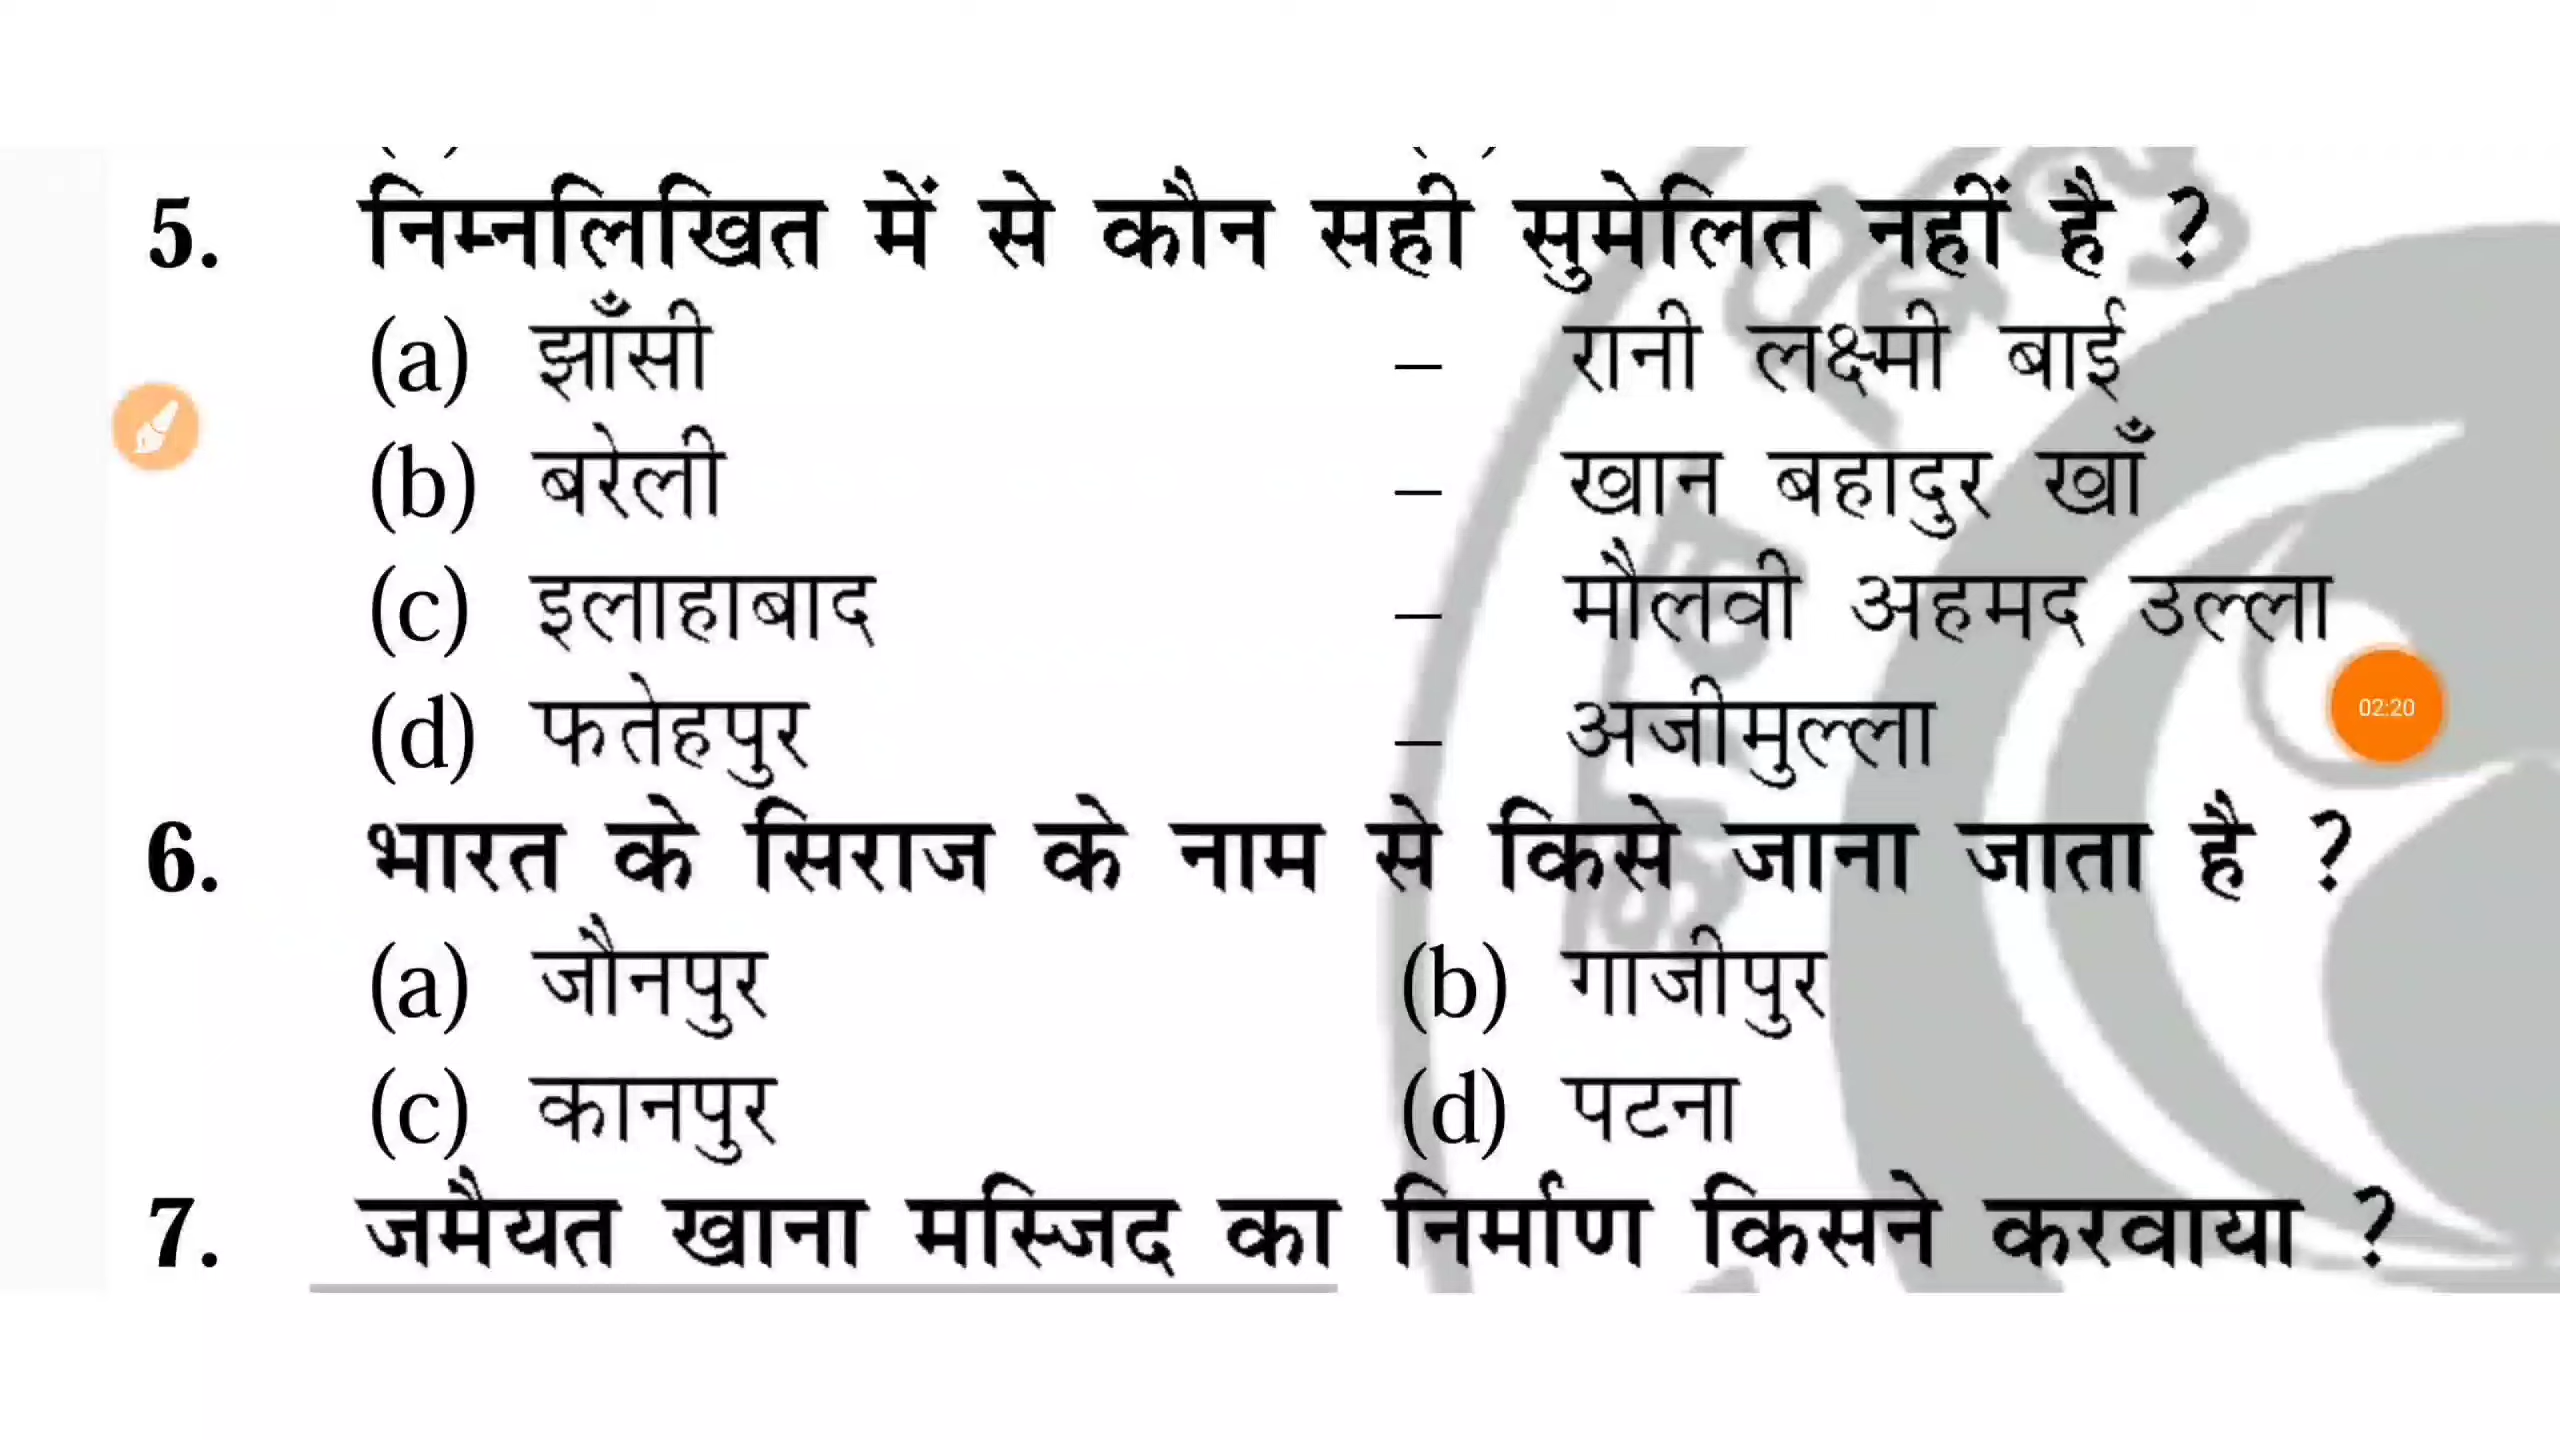 5. निम्नलिखित में से कौन सही सुमेलित नहीं है ?
(a) झाँसी – रानी लक्ष्मी बाई
(b) बरेली – खान बहादुर खाँ
(c) इलाहाबाद – मौलवी अहमद उल्ला
(d) फतेहपुर – अजीमुल्ला
02:20
6. भारत के सिराज के नाम से किसे जाना जाता है ?
(a) जौनपुर (b) गाजीपुर
(c) कानपुर (d) पटना
7. जमैयत खाना मस्जिद का निर्माण किसने करवाया ?